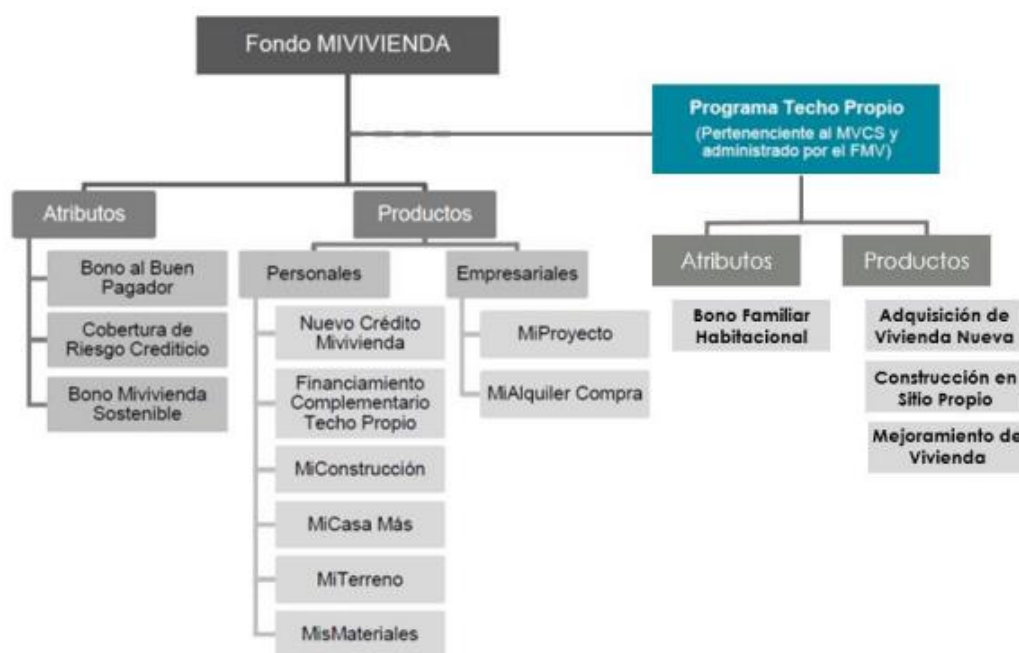 Fondo MIVIVIENDA
Programa Techo Propio
(Pertenenciente al MVCS y
administrado por el FMV)
Atributos
Productos
Bono al Buen
Pagador
Cobertura de
Riesgo Crediticio
Bono Mivivienda
Sostenible
Personales
Nuevo Crédito
Mivivienda
Financiamiento
Complementario
Techo Propio
MiConstrucción
MiCasa Más
MiTerreno
MisMateriales
Empresariales
MiProyecto
MiAlquiler Compra
Atributos
Bono Familiar
Habitacional
Productos
Adquisición de
Vivienda Nueva
Construcción en
Sitio Propio
Mejoramiento de
Vivienda